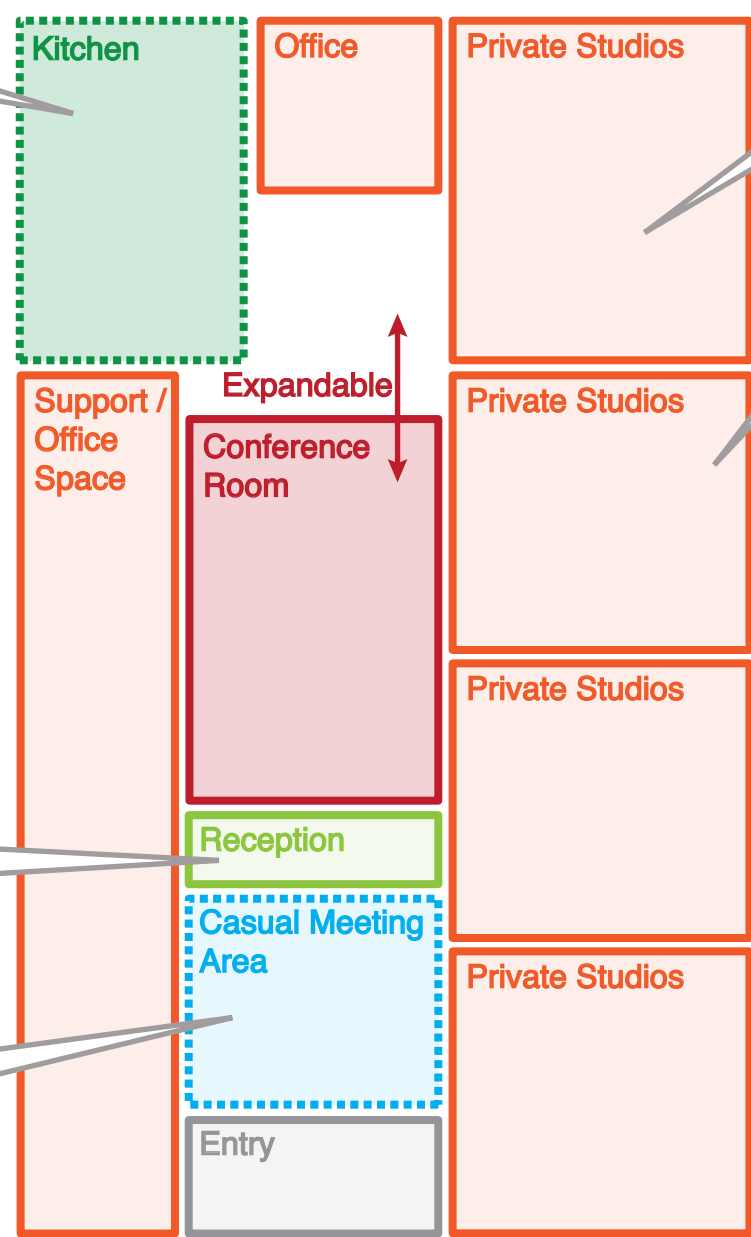 Kitchen
Office
Private Studios
Expandable
Support /
Office
Space
Conference
Room
Private Studios
Private Studios
Reception
Casual Meeting
Area
Private Studios
Entry